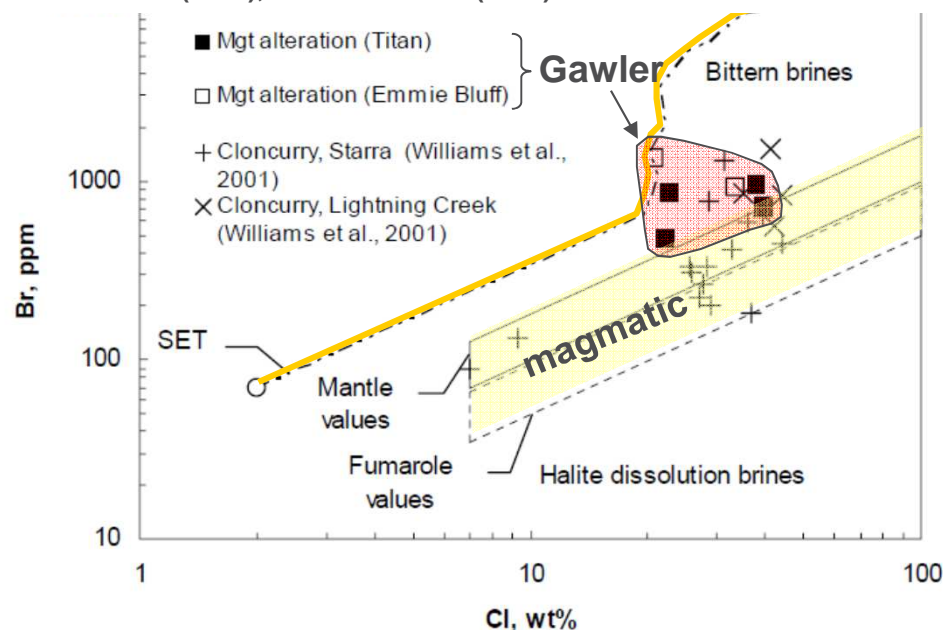 Mgt alteration (Titan)
Gawler
Bittern brines
Mgt alteration (Emmie Bluff)
Cloncurry, Starra (Williams et al.,
2001)
Cloncurry, Lightning Creek
(Williams et al., 2001)
1000
Br, ppm
SET
100
magmatic
Mantle
values
Fumarole
values
Halite dissolution brines
10
1
10
100
Cl, wt%